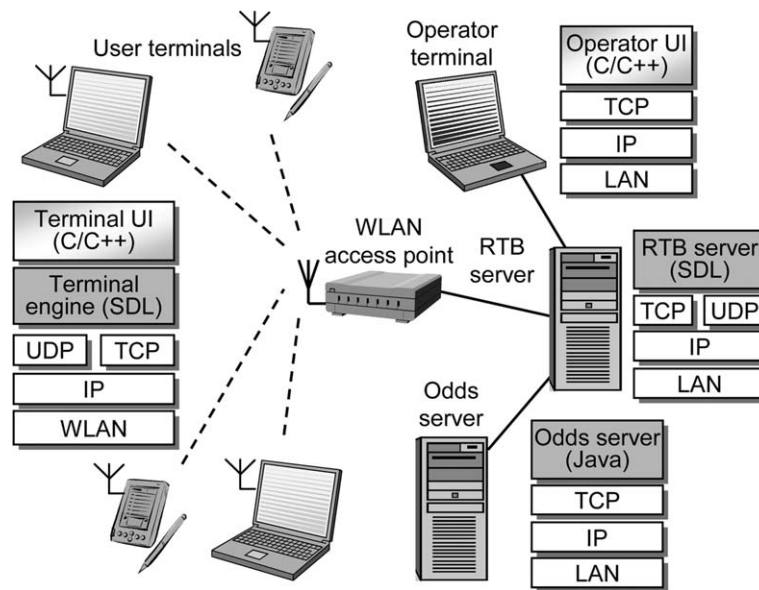 User terminals
Operator
terminal
Operator UI
(C/C++)
TCP
IP
LAN
Terminal UI
(C/C++)
Terminal
engine (SDL)
UDP
TCP
IP
WLAN
WLAN
access point
RTB
server
RTB server
(SDL)
TCP
UDP
IP
LAN
Odds
server
Odds server
(Java)
TCP
IP
LAN